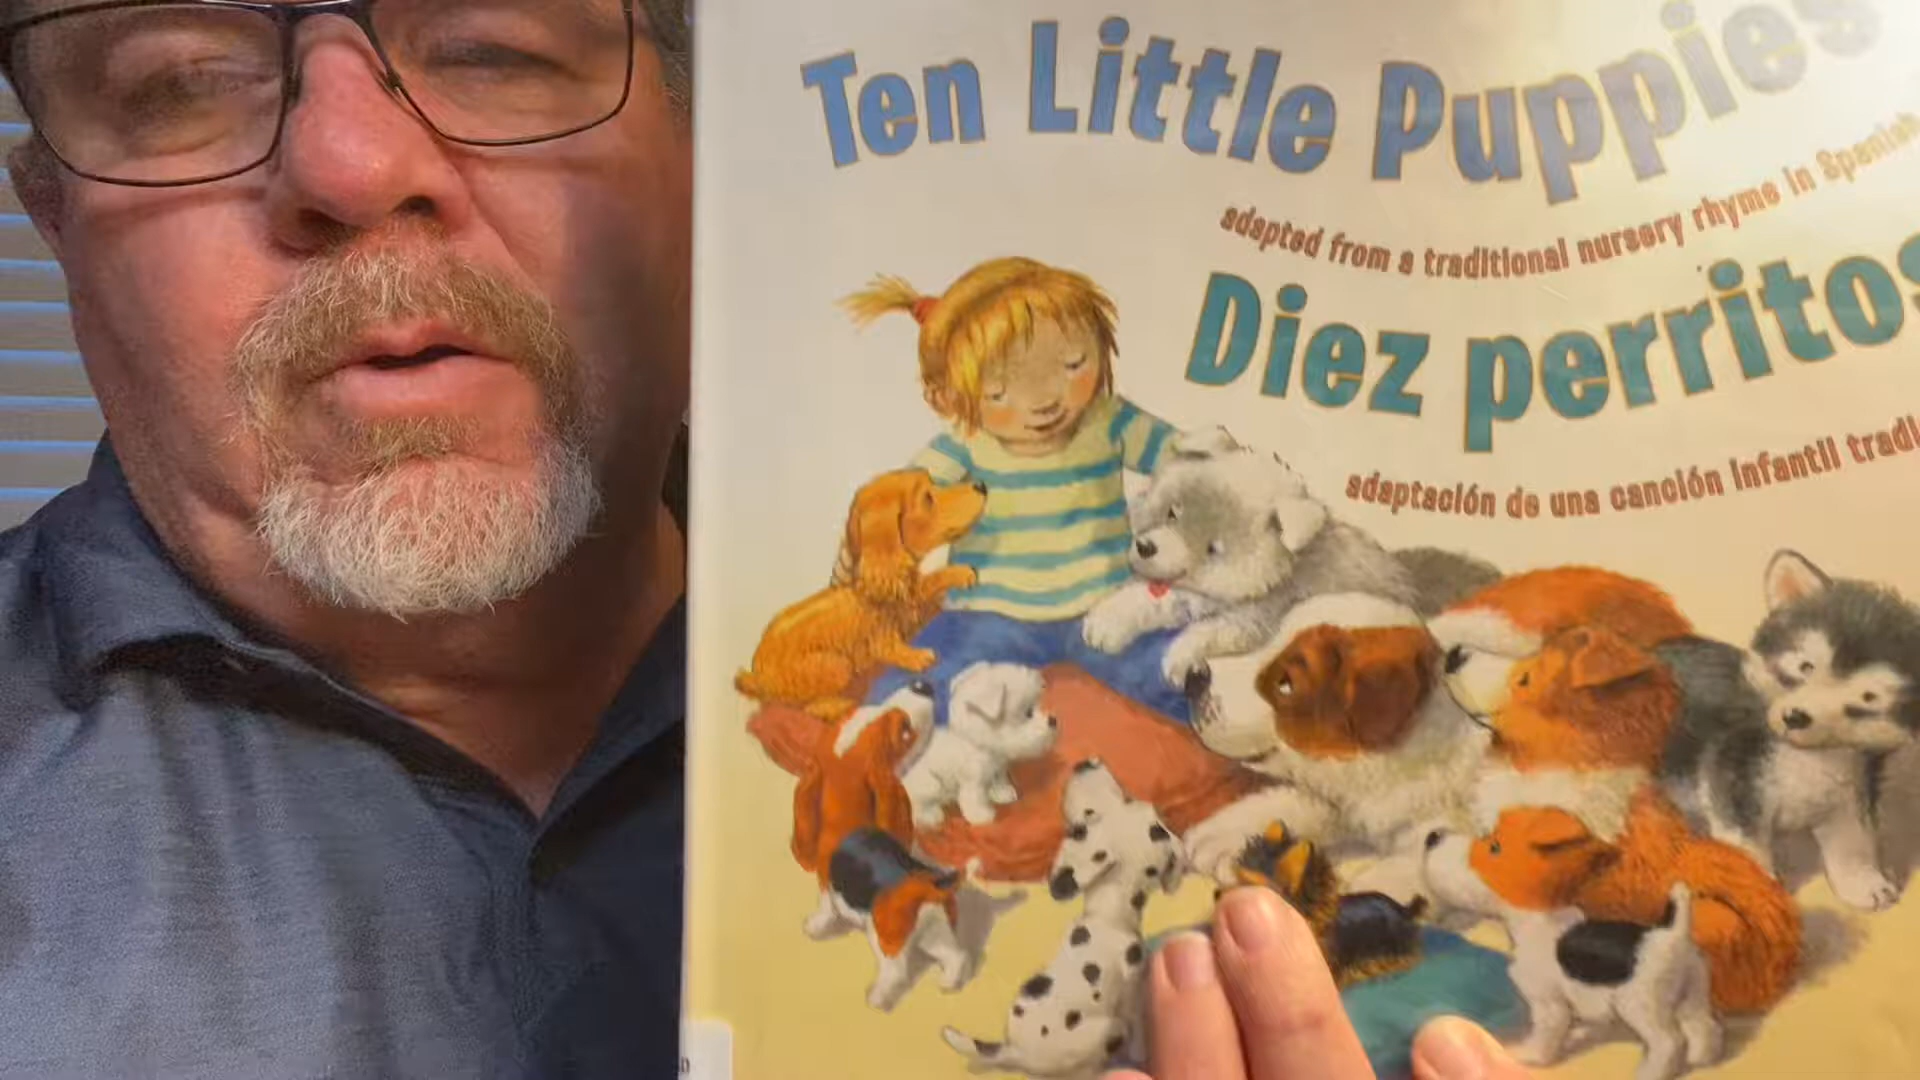 Ten Little Puppies
adapted from a traditional nursery rhyme in Spanish
Diez perritos
adaptación de una canción infantil